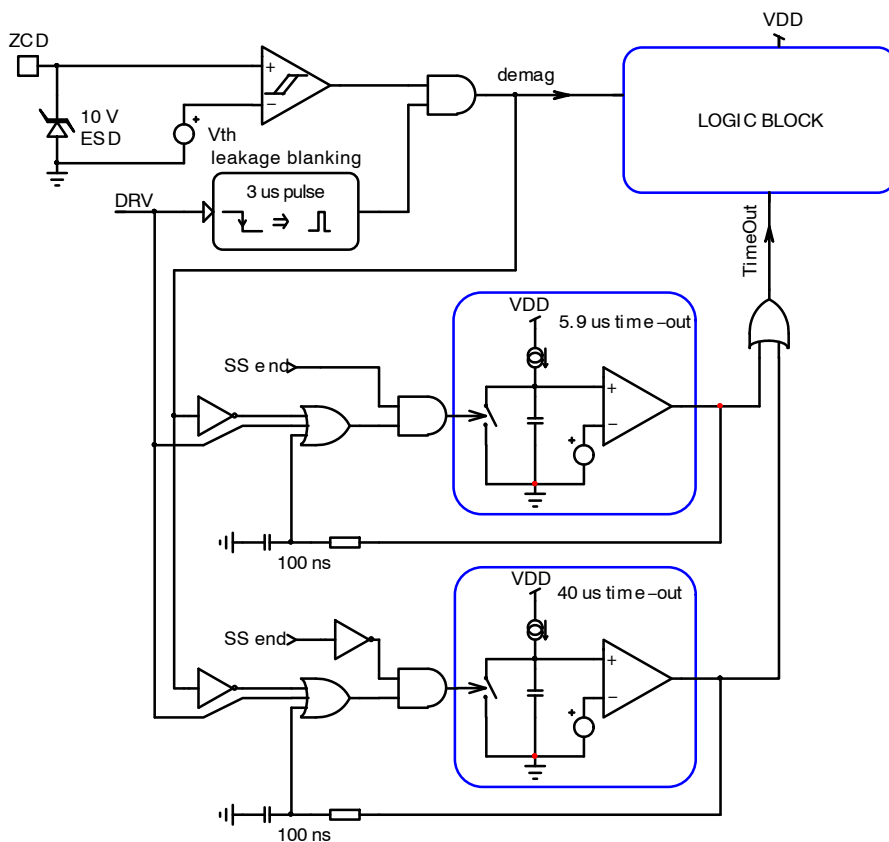 ZCD
VDD
demag
+
−
10 V
ESD
+
Vth
LOGIC BLOCK
leakage blanking
3 us pulse
DRV
TimeOut
VDD
5.9 us time−out
SS end
+
−
+
100 ns
VDD
40 us time−out
SS end
+
−
+
100 ns